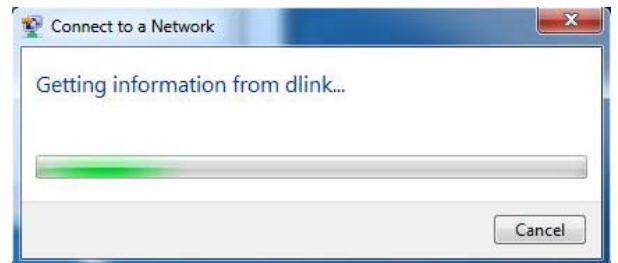 Connect to a Network
Getting information from dlink...
Cancel